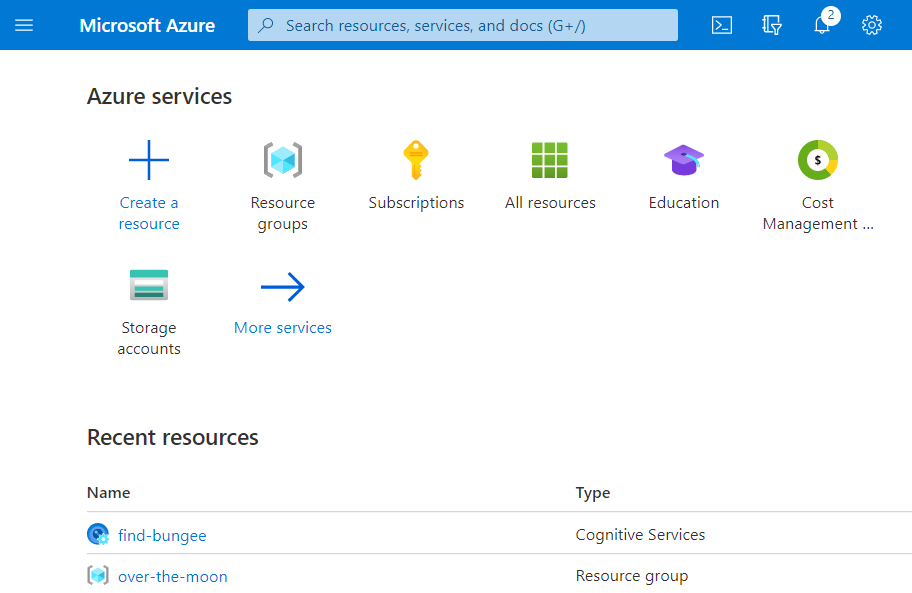 Microsoft Azure
Search resources, services, and docs (G+/)
2
Azure services
Create a
resource
Resource
groups
Subscriptions
All resources
Education
$
Cost
Management ...
Storage
accounts
More services
Recent resources
Name
Type
find-bungee
Cognitive Services
over-the-moon
Resource group